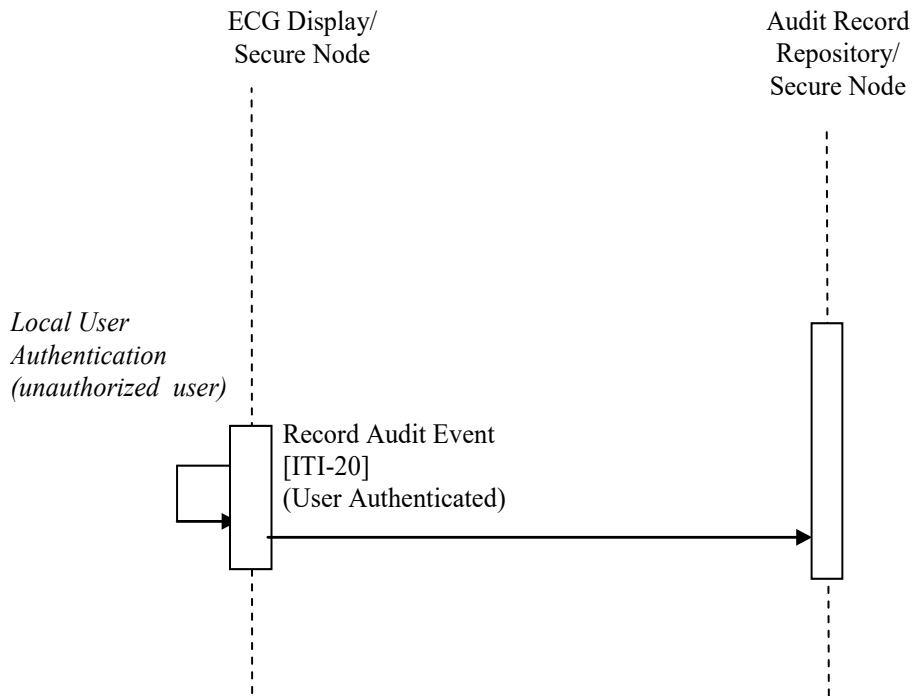 ECG Display/
Secure Node
Audit Record
Repository/
Secure Node
Local User
Authentication
(unauthorized user)
Record Audit Event
[ITI-20]
(User Authenticated)